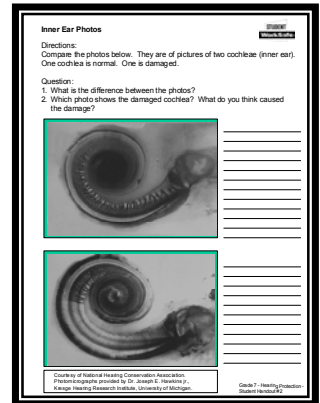 Inner Ear Photos
STUDENT
WorkSafe
Directions:
Compare the photos below.  They are of pictures of two cochleae (inner ear).
One cochlea is normal.  One is damaged.
Question:
1.  What is the difference between the photos?
2.  Which photo shows the damaged cochlea?  What do you think caused
the damage?
Courtesy of National Hearing Conservation Association.
Photomicrographs provided by Dr. Joseph E. Hawkins jr.,
Kresge Hearing Research Institute, University of Michigan.
Grade 7 - Hearing Protection -
Student Handout #2